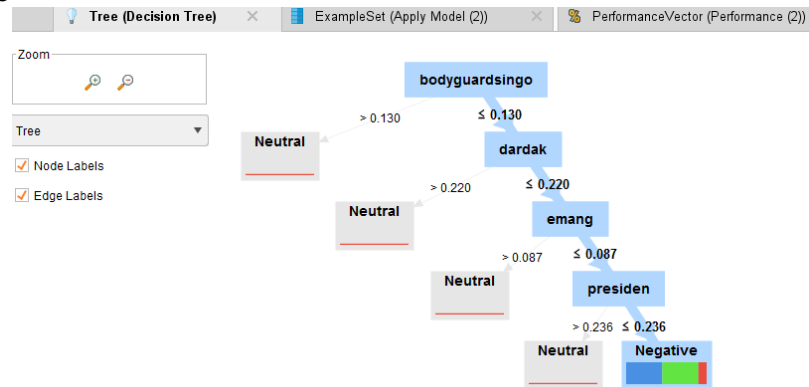 Tree (Decision Tree)
ExampleSet (Apply Model (2))
PerformanceVector (Performance (2))
Zoom
Tree
Node Labels
Edge Labels
bodyguardsingo
> 0.130
≤ 0.130
Neutral
dardak
> 0.220
≤ 0.220
Neutral
emang
> 0.087
≤ 0.087
Neutral
presiden
> 0.236
≤ 0.236
Neutral
Negative